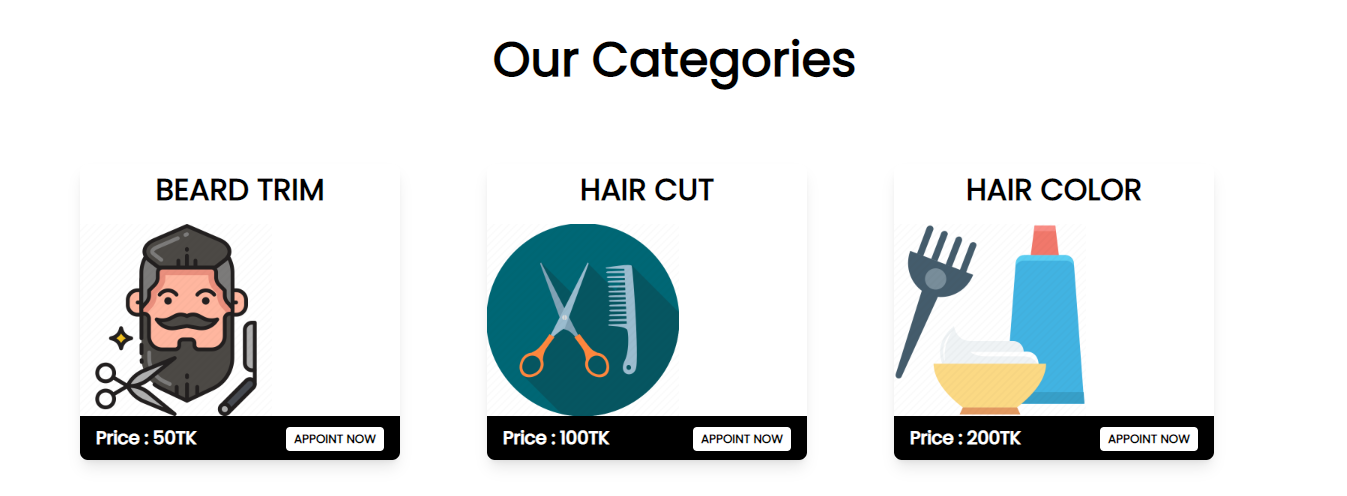 Our Categories
BEARD TRIM
HAIR CUT
HAIR COLOR
Price : 50TK
APPOINT NOW
Price : 100TK
APPOINT NOW
Price : 200TK
APPOINT NOW